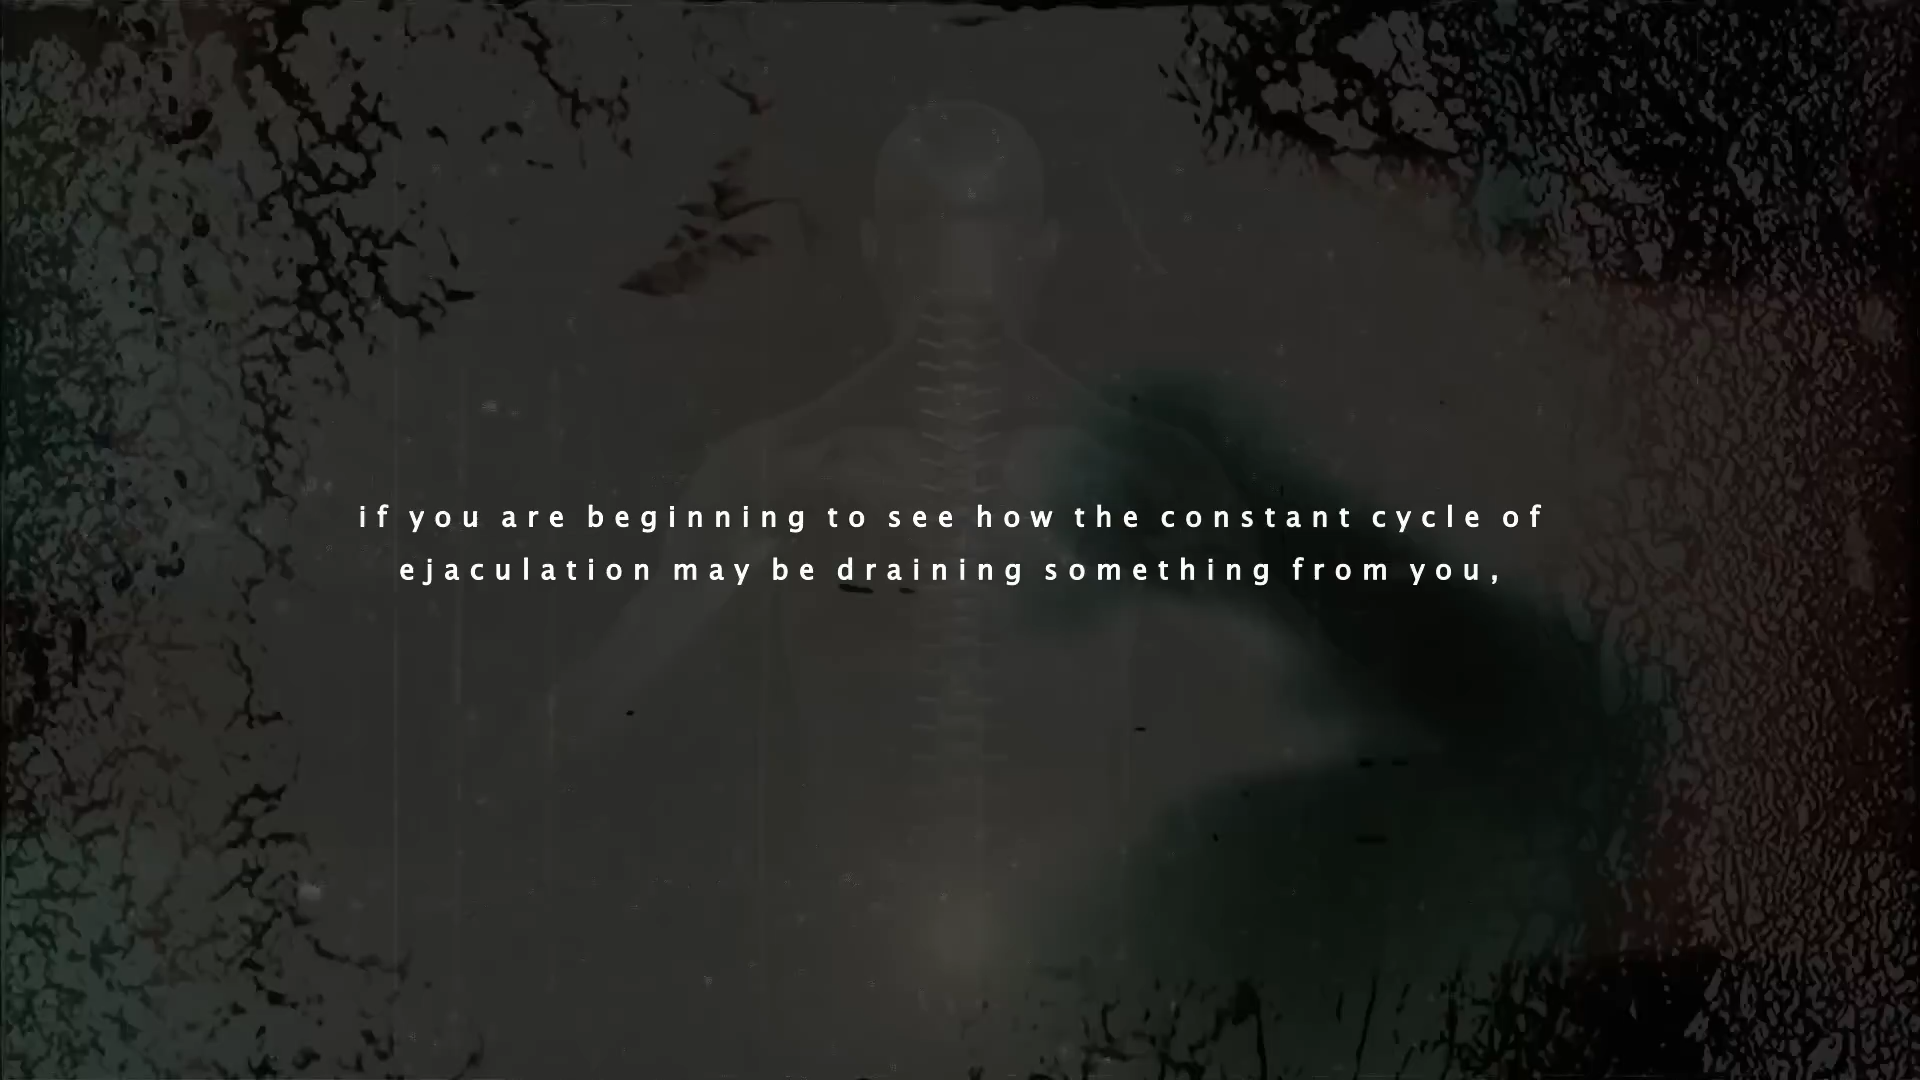 if you are beginning to see how the constant cycle of
ejaculation may be draining something from you,